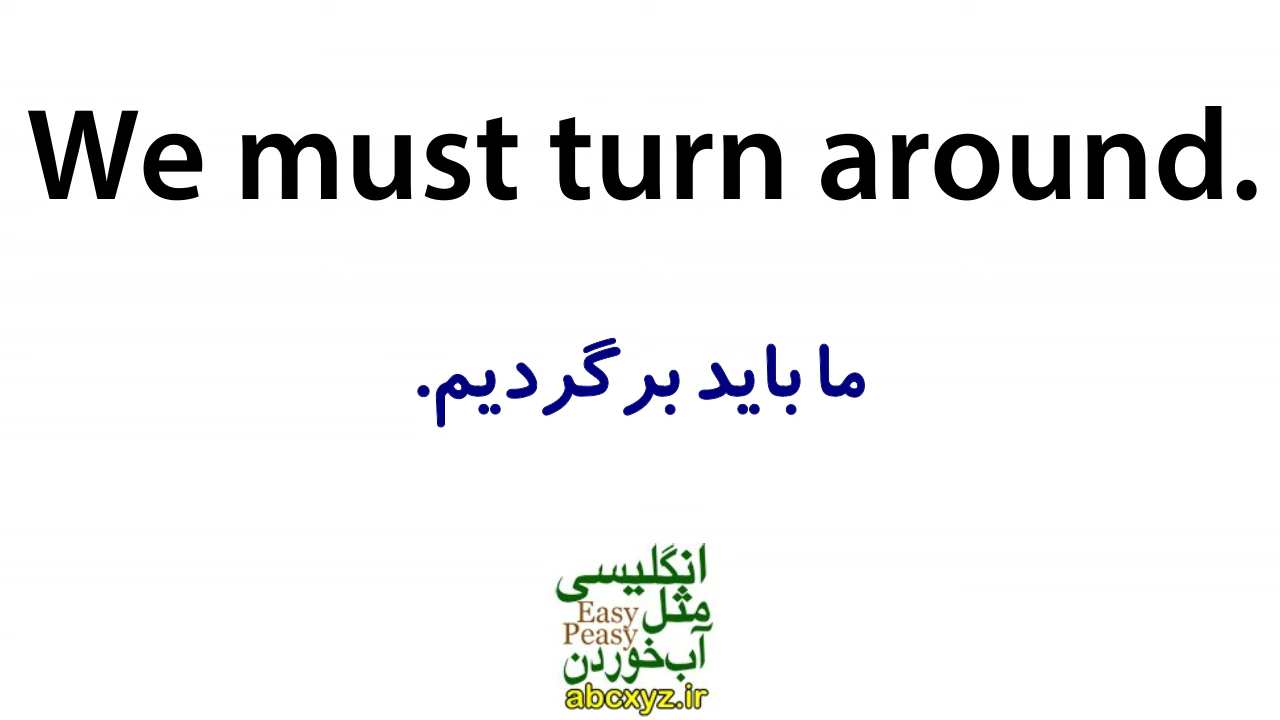 We must turn around.
ما باید برگردیم.
انگلیسی
مثل
Easy
Peasy
آب خوردن
abcxyz.ir